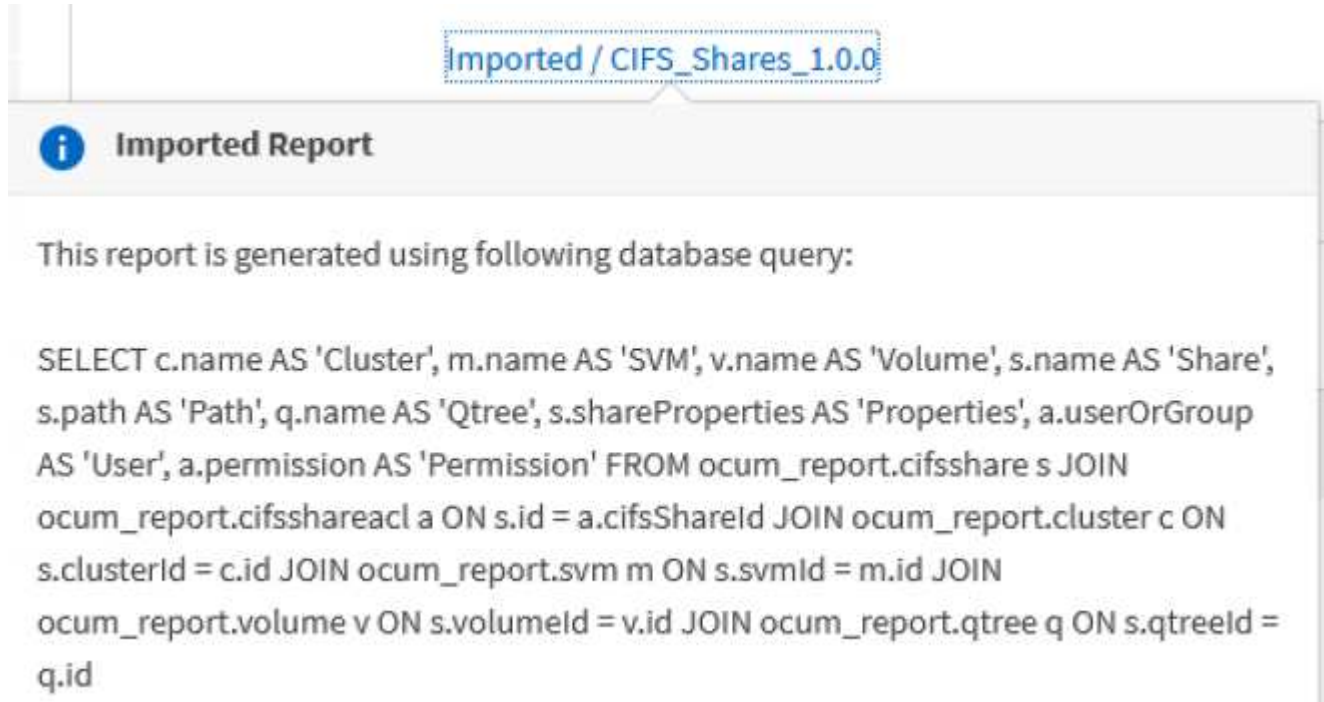 Imported / CIFS_Shares_1.0.0
i Imported Report
This report is generated using following database query:
SELECT c.name AS 'Cluster', m.name AS 'SVM', v.name AS 'Volume', s.name AS 'Share',
s.path AS 'Path', q.name AS 'Qtree', s.shareProperties AS 'Properties', a.userOrGroup
AS 'User', a.permission AS 'Permission' FROM ocum_report.cifsshare s JOIN
ocum_report.cifsshareacl a ON s.id = a.cifsShareId JOIN ocum_report.cluster c ON
s.clusterId = c.id JOIN ocum_report.svm m ON s.svmId = m.id JOIN
ocum_report.volume v ON s.volumeId = v.id JOIN ocum_report.qtree q ON s.qtreeId =
q.id